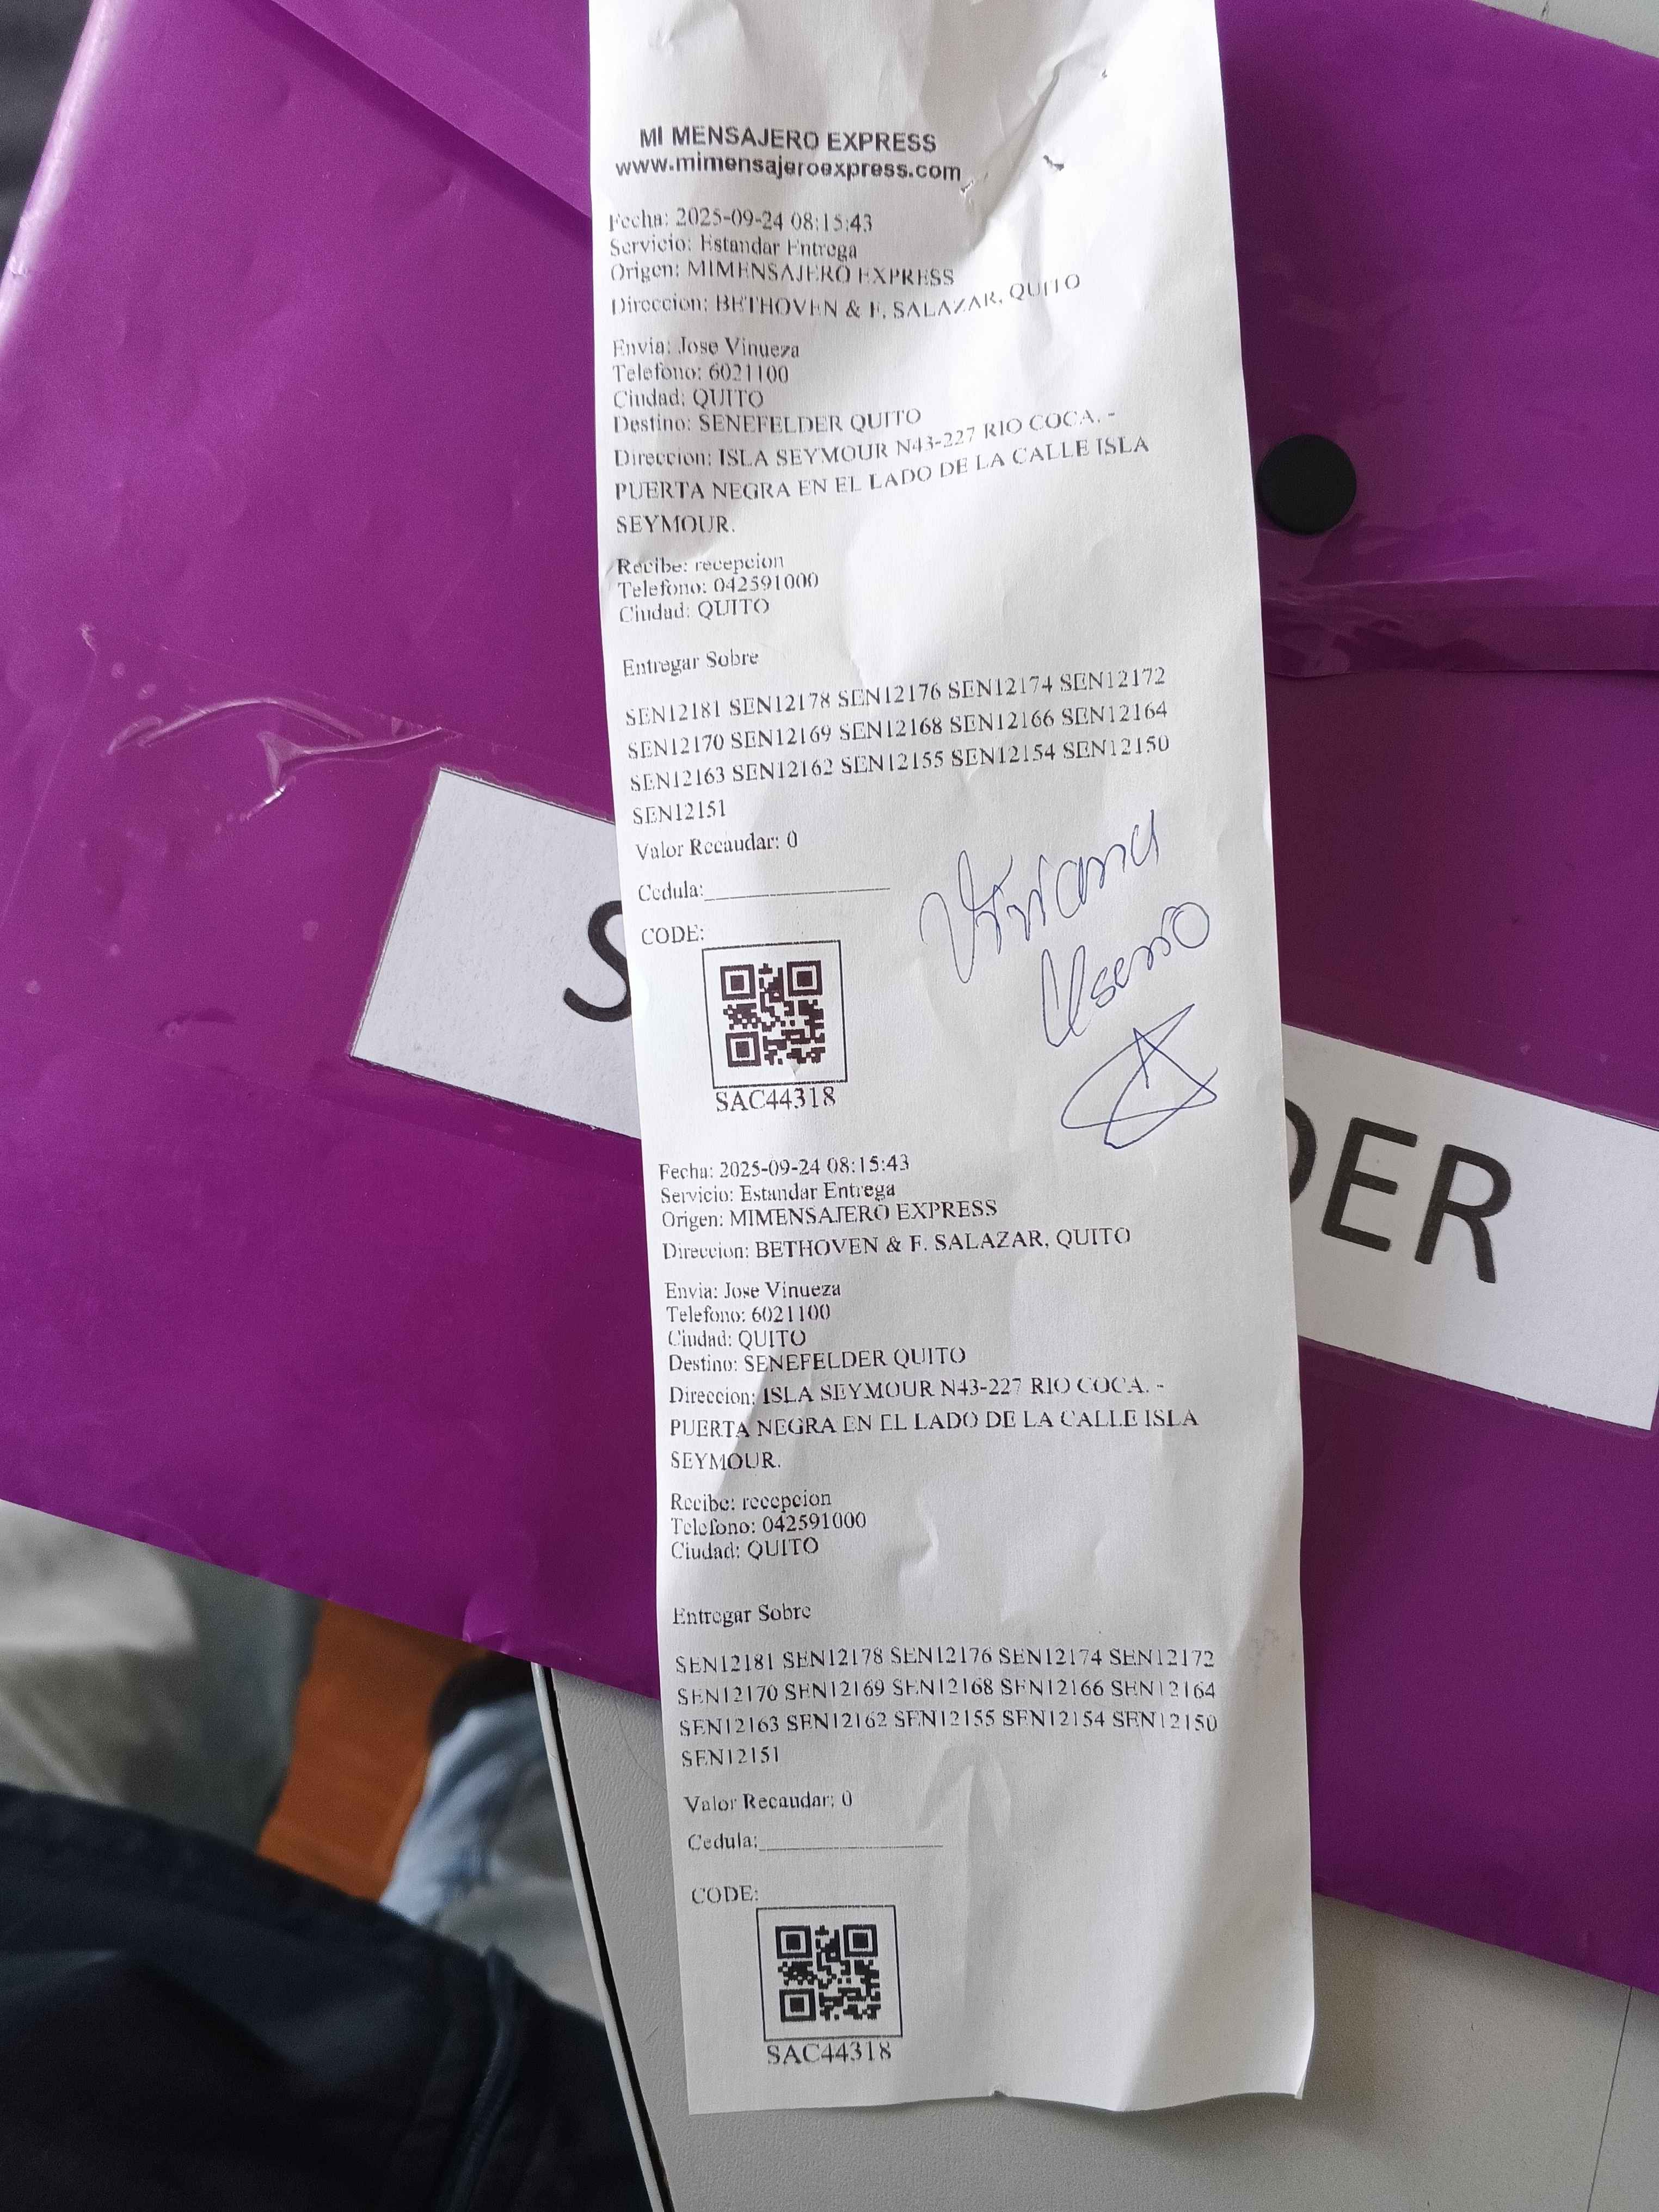 MI MENSAJERO EXPRESS
www.mimensajeroexpress.com
Fecha: 2025-09-24 08:15:43
Servicio: Estandar Entrega
Origen: MIMENSAJERO EXPRESS
Direccion: BETHOVEN & F. SALAZAR, QUITO
Envia: Jose Vinueza
Telefono: 6021100
Ciudad: QUITO
Destino: SENEFELDER QUITO
Direccion: ISLA SEYMOUR N43-227 RIO COCA. -
PUERTA NEGRA EN EL LADO DE LA CALLE ISLA
SEYMOUR.
Recibe: recepcion
Telefono: 042591000
Ciudad: QUITO
Entregar Sobre
SEN12181 SEN12178 SEN12176 SEN12174 SEN12172
SEN12170 SEN12169 SEN12168 SEN12166 SEN12164
SEN12163 SEN12162 SEN12155 SEN12154 SEN12150
SEN12151
Valor Recaudar: 0
Cedula:
Viviana
CODE:
SAC44318
S
DER
Fecha: 2025-09-24 08:15:43
Servicio: Estandar Entrega
Origen: MIMENSAJERO EXPRESS
Direccion: BETHOVEN & F. SALAZAR, QUITO
Envia: Jose Vinueza
Telefono: 6021100
Ciudad: QUITO
Destino: SENEFELDER QUITO
Direccion: ISLA SEYMOUR N43-227 RIO COCA. -
PUERTA NEGRA EN EL LADO DE LA CALLE ISLA
SEYMOUR.
Recibe: recepcion
Telefono: 042591000
Ciudad: QUITO
Entregar Sobre
SEN12181 SEN12178 SEN12176 SEN12174 SEN12172
SEN12170 SEN12169 SEN12168 SEN12166 SEN12164
SEN12163 SEN12162 SEN12155 SEN12154 SEN12150
SEN12151
Valor Recaudar: 0
Cedula:
CODE:
SAC44318